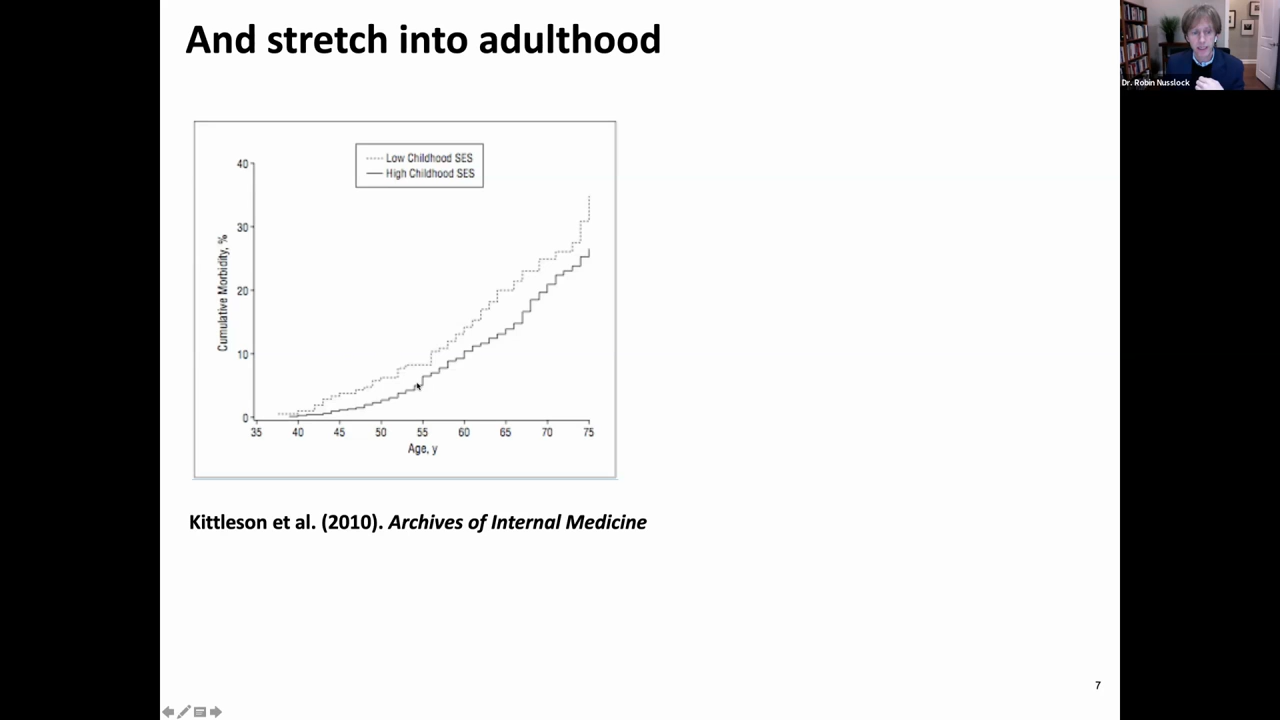 And stretch into adulthood
Dr. Robin Nusslock
Low Childhood SES
High Childhood SES
40
30
20
10
0
Cumulative Morbidity, %
35 40 45 50 55 60 65 70 75
Age, y
Kittleson et al. (2010). Archives of Internal Medicine
7